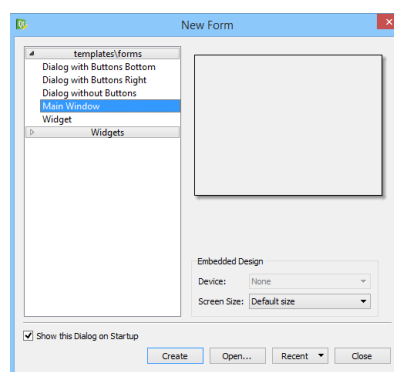 New Form
templates\forms
Dialog with Buttons Bottom
Dialog with Buttons Right
Dialog without Buttons
Main Window
Widget
Widgets
Embedded Design
Device: None
Screen Size: Default size
Show this Dialog on Startup
Create Open... Recent Close